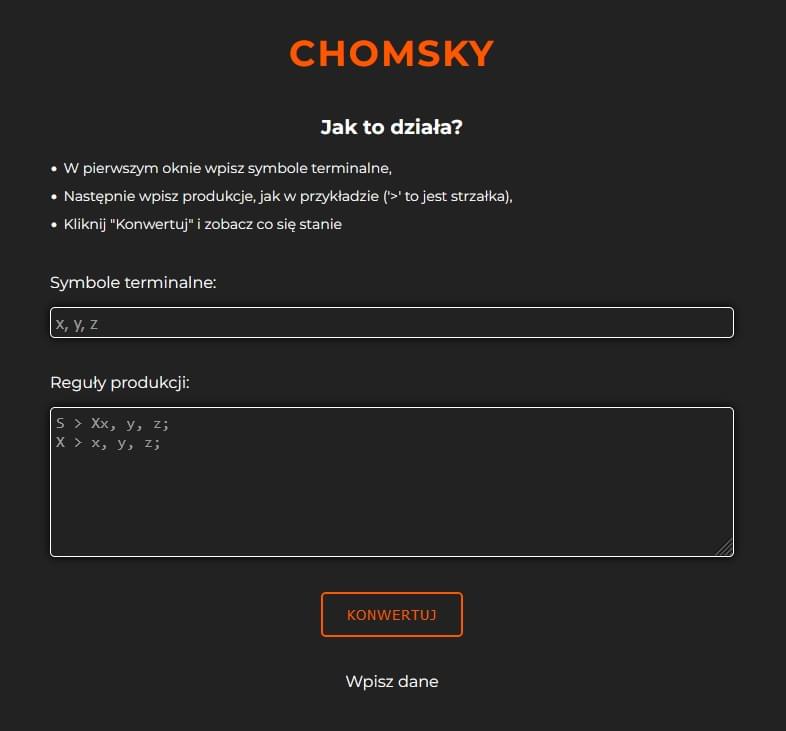 CHOMSKY
Jak to działa?
• W pierwszym oknie wpisz symbole terminalne,
• Następnie wpisz produkcje, jak w przykładzie ('>' to jest strzałka),
• Kliknij "Konwertuj" i zobacz co się stanie
Symbole terminalne:
x, y, z
Reguły produkcji:
S > Xx, y, z;
X > x, y, z;
KONWERTUJ
Wpisz dane